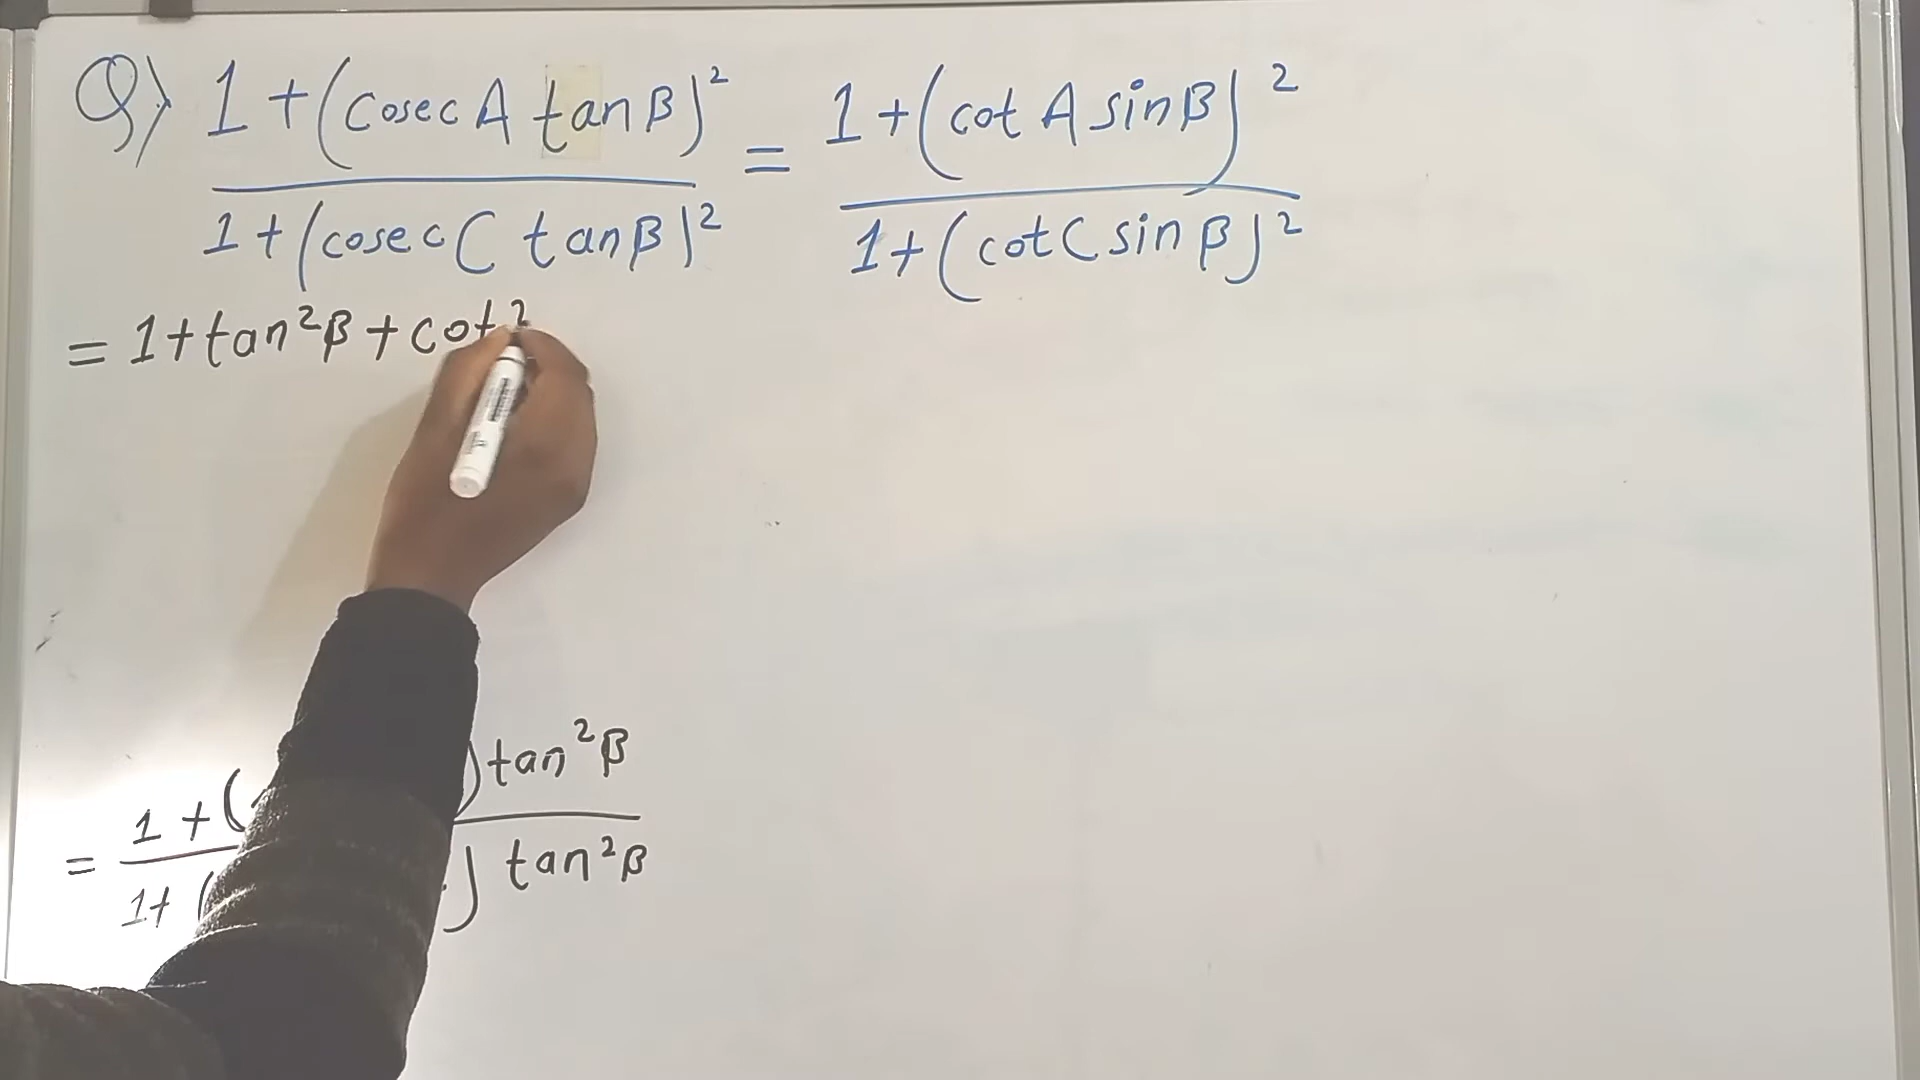 Q) 1 + (cosec A tan β)² / 1 + (cosec C tan β)² = 1 + (cot A sin β)² / 1 + (cot C sin β)²
= 1 + tan²β + cot²
= 1 + ( ) tan²β / 1 + ( ) tan²β